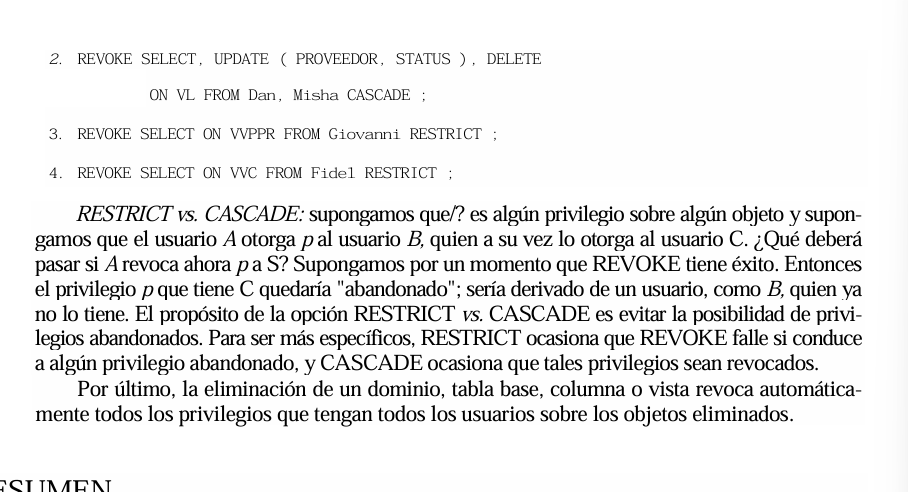 2. REVOKE SELECT, UPDATE ( PROVEEDOR, STATUS ), DELETE
ON VL FROM Dan, Misha CASCADE ;
3. REVOKE SELECT ON VVPPR FROM Giovanni RESTRICT ;
4. REVOKE SELECT ON VVC FROM Fidel RESTRICT ;
RESTRICT vs. CASCADE: supongamos que/? es algún privilegio sobre algún objeto y supon-
gamos que el usuario A otorga p al usuario B, quien a su vez lo otorga al usuario C. ¿Qué deberá
pasar si A revoca ahora p a S? Supongamos por un momento que REVOKE tiene éxito. Entonces
el privilegio p que tiene C quedaría "abandonado"; sería derivado de un usuario, como B, quien ya
no lo tiene. El propósito de la opción RESTRICT vs. CASCADE es evitar la posibilidad de privi-
legios abandonados. Para ser más específicos, RESTRICT ocasiona que REVOKE falle si conduce
a algún privilegio abandonado, y CASCADE ocasiona que tales privilegios sean revocados.
Por último, la eliminación de un dominio, tabla base, columna o vista revoca automática-
mente todos los privilegios que tengan todos los usuarios sobre los objetos eliminados.
ESUMEN